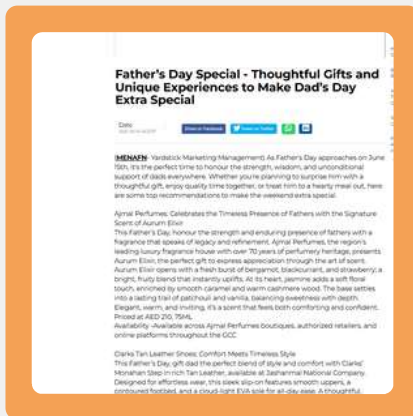 Father's Day Special - Thoughtful Gifts and
Unique Experiences to Make Dad's Day
Extra Special
Date
Share on Facebook
(MENAFN- Yardstick Marketing Management) As Father's Day approaches on June
15th, it's the perfect time to honour the strength, wisdom, and unconditional
support of dads everywhere. Whether you're planning to surprise him with a
thoughtful gift, enjoy quality time together, or treat him to a hearty meal out, here
are some top recommendations to make the weekend extra special.
Ajmal Perfumes: Celebrates the Timeless Presence of Fathers with the Signature
Scent of Aurum Elixir
This Father's Day, honour the strength and enduring presence of fathers with a
fragrance that speaks of legacy and refinement. Ajmal Perfumes, the region's
leading luxury fragrance house with over 70 years of perfumery heritage, presents
Aurum Elixir, the perfect gift to express appreciation through the art of scent.
Aurum Elixir opens with a fresh burst of bergamot, blackcurrant, and strawberry; a
bright, fruity blend that instantly uplifts. At its heart, jasmine adds a soft floral
touch, enriched by smooth caramel and warm cashmere wood. The base settles
into a lasting trail of patchouli and vanilla, balancing sweetness with depth.
Elegant, warm, and inviting, it's a scent that feels both comforting and confident.
Priced at AED 210, 75ML
Availability -Available across Ajmal Perfumes boutiques, authorized retailers, and
online platforms throughout the GCC
Clarks Tan Leather Shoes: Comfort Meets Timeless Style
This Father's Day, gift dad the perfect blend of style and comfort with Clarks'
Monahan Step in rich Tan Leather, available at Jashanmal National Company.
Designed for effortless wear, this sleek slip-on features smooth uppers, a
contoured footbed, and a cloud-light EVA sole for all-day ease. A thoughtful,